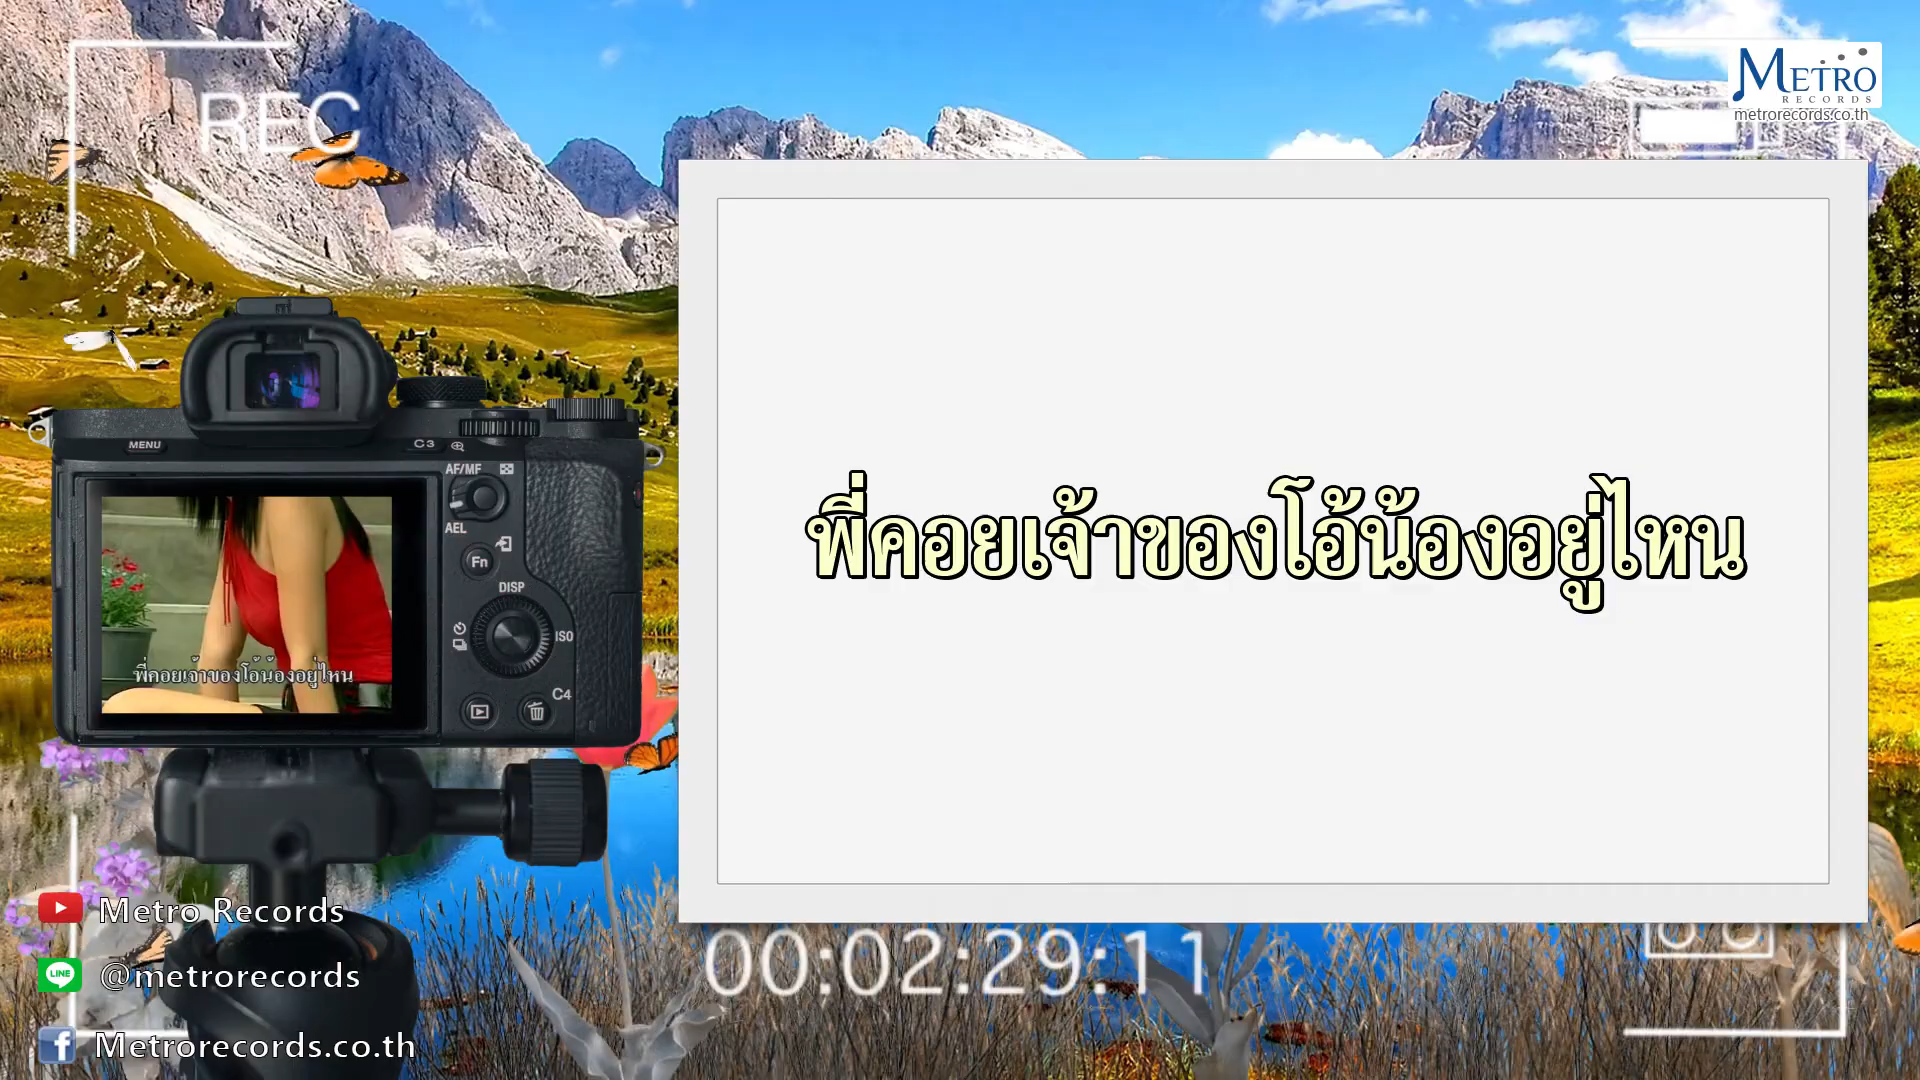 REC
METRO
RECORDS
metrorecords.co.th
MENU
C3
AF/MF
AEL
Fn
DISP
ISO
C4
พี่คอยเจ้าของโอ้น้องอยู่ไหน
พี่คอยเจ้าของโอ้น้องอยู่ไหน
Metro Records
LINE
@metrorecords
00:02:29:11
f Metrorecords.co.th